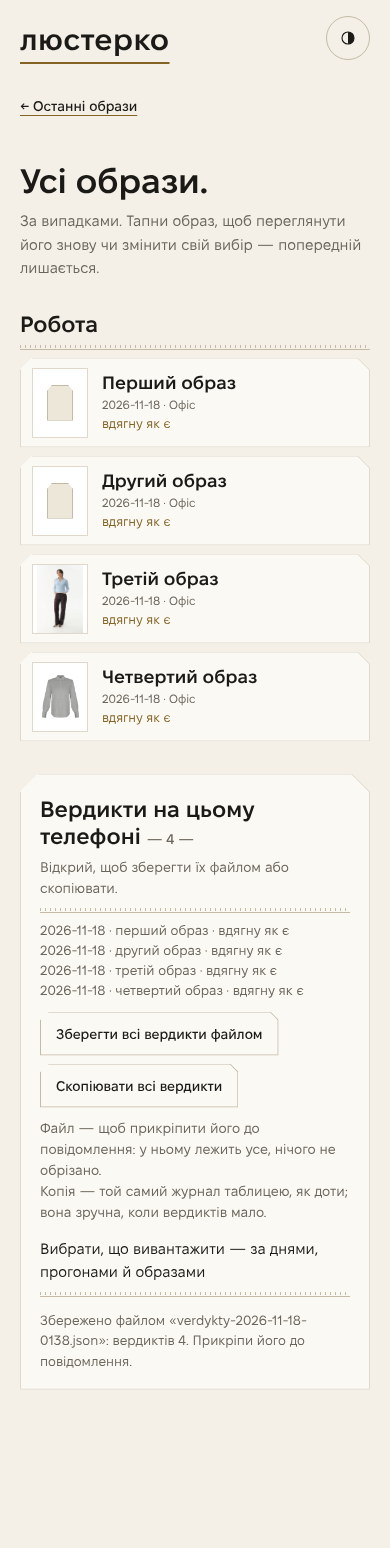 люстерко
← Останні образи
Усі образи.
За випадками. Тапни образ, щоб переглянути
його знову чи змінити свій вибір — попередній
лишається.
Робота
Перший образ
2026-11-18 · Офіс
вдягну як є
Другий образ
2026-11-18 · Офіс
вдягну як є
Третій образ
2026-11-18 · Офіс
вдягну як є
Четвертий образ
2026-11-18 · Офіс
вдягну як є
Вердикти на цьому
телефоні — 4 —
Відкрий, щоб зберегти їх файлом або
скопіювати.
2026-11-18 · перший образ · вдягну як є
2026-11-18 · другий образ · вдягну як є
2026-11-18 · третій образ · вдягну як є
2026-11-18 · четвертий образ · вдягну як є
Зберегти всі вердикти файлом
Скопіювати всі вердикти
Файл — щоб прикріпити його до
повідомлення: у ньому лежить усе, нічого не
обрізано.
Копія — той самий журнал таблицею, як доти;
вона зручна, коли вердиктів мало.
Вибрати, що вивантажити — за днями,
прогонами й образами
Збережено файлом «verdykty-2026-11-18-
0138.json»: вердиктів 4. Прикріпи його до
повідомлення.